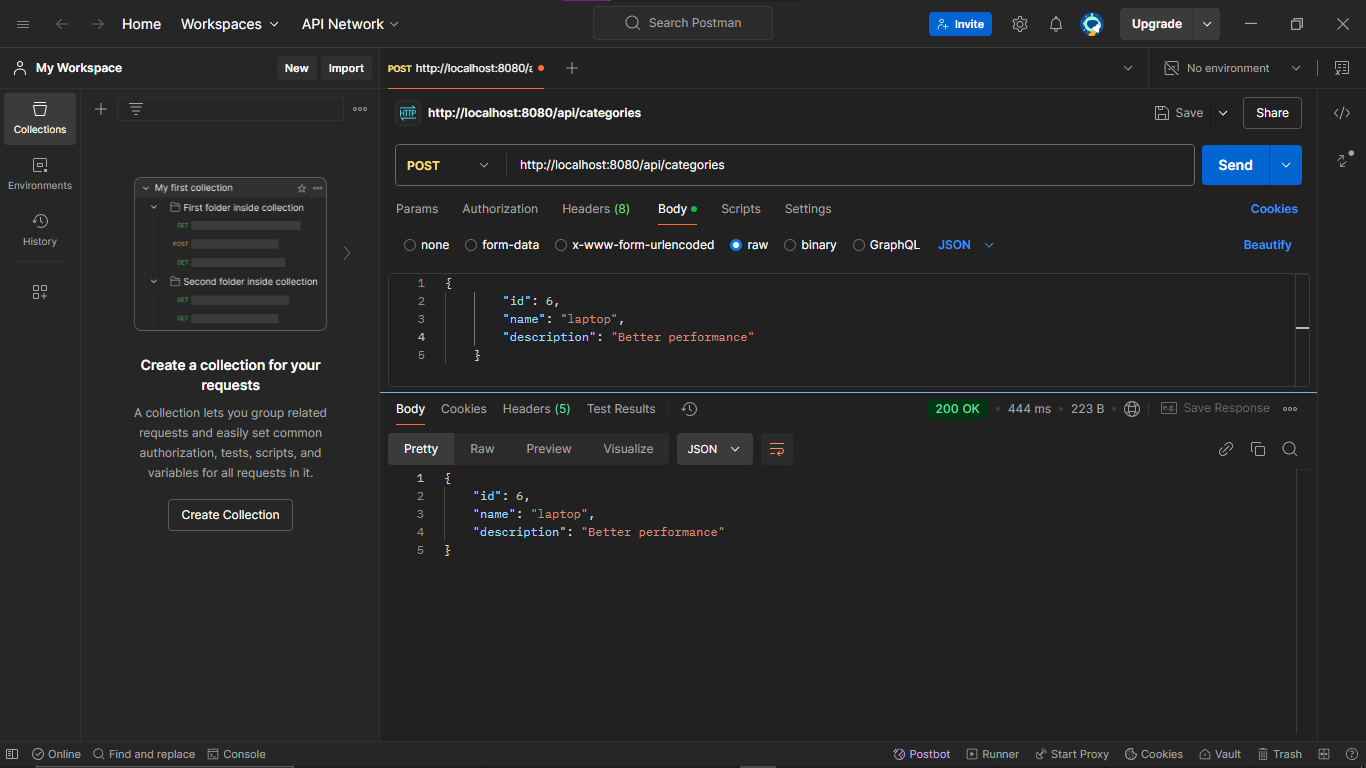 Home Workspaces API Network Search Postman Invite Upgrade
My Workspace New Import POST http://localhost:8080/a No environment
Collections
Environments
History
HTTP http://localhost:8080/api/categories Save Share
POST http://localhost:8080/api/categories Send
Params Authorization Headers (8) Body Scripts Settings Cookies
none form-data x-www-form-urlencoded raw binary GraphQL JSON Beautify
1 {
2 "id": 6,
3 "name": "laptop",
4 "description": "Better performance"
5 }
My first collection
First folder inside collection
GET
POST
GET
Second folder inside collection
GET
GET
Create a collection for your
requests
A collection lets you group related
requests and easily set common
authorization, tests, scripts, and
variables for all requests in it.
Create Collection
Body Cookies Headers (5) Test Results 200 OK 444 ms 223 B e.g. Save Response
Pretty Raw Preview Visualize JSON
1 {
2 "id": 6,
3 "name": "laptop",
4 "description": "Better performance"
5 }
Online Find and replace Console Postbot Runner Start Proxy Cookies Vault Trash